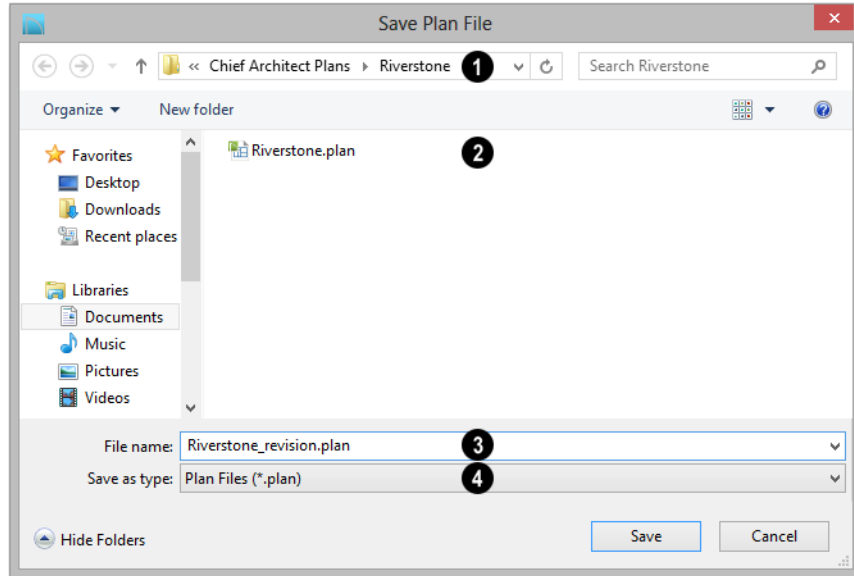 Save Plan File
« Chief Architect Plans Riverstone 1 Search Riverstone
Organize New folder
Favorites
Desktop
Downloads
Recent places
Libraries
Documents
Music
Pictures
Videos
Riverstone.plan 2
File name: Riverstone_revision.plan 3
Save as type: Plan Files (*.plan) 4
Hide Folders Save Cancel